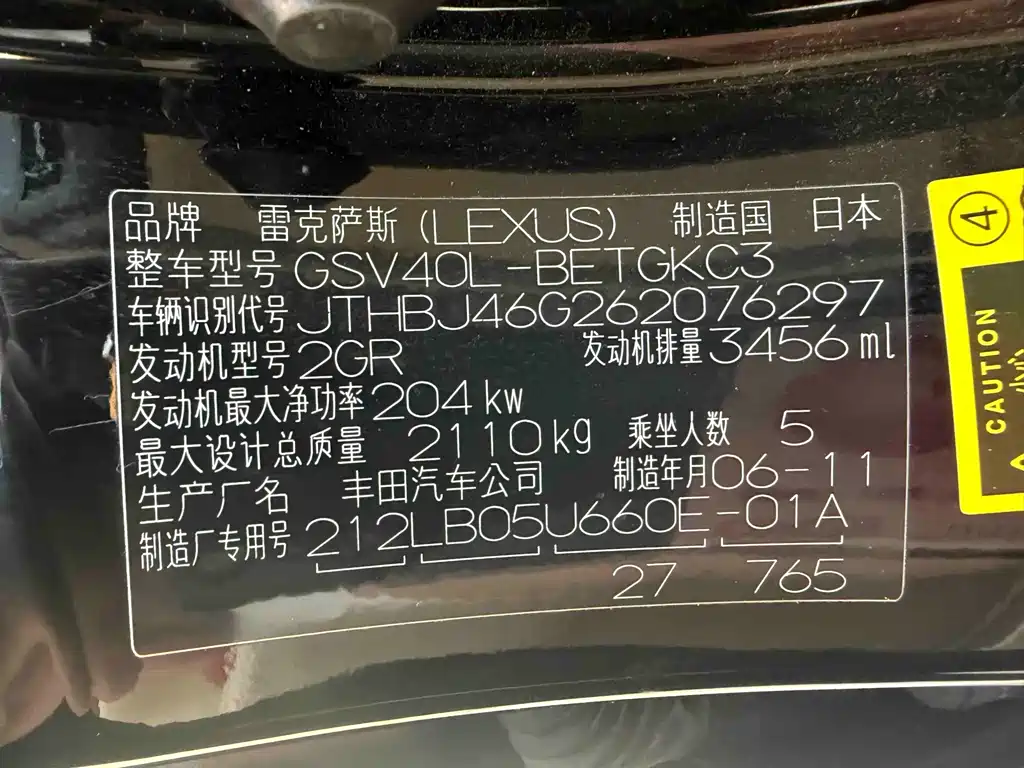 品牌 雷克萨斯 (LEXUS) 制造国 日本
整车型号 GSV40L-BETGKC3
车辆识别代号 JTHBJ46G262076297
发动机型号 2GR 发动机排量 3456 ml
发动机最大净功率 204 kw
最大设计总质量 2110 kg 乘坐人数 5
生产厂名 丰田汽车公司 制造年月 06-11
制造厂专用号 212LB05U660E-01A
27 765
④
CAUTION